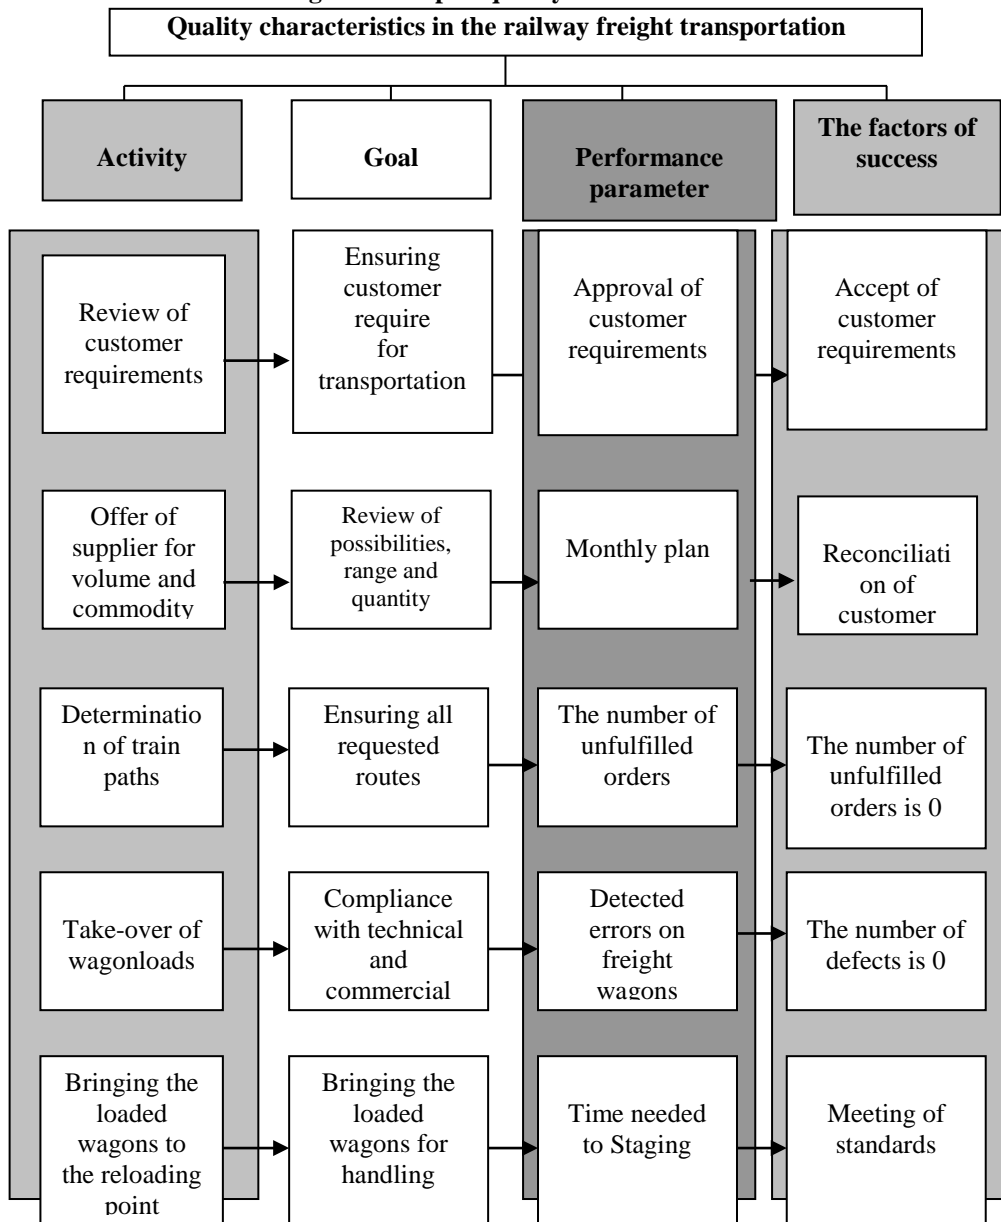 Quality characteristics in the railway freight transportation
Activity
Goal
Performance
parameter
The factors of
success
Review of
customer
requirements
Ensuring
customer
require
for
transportation
Approval of
customer
requirements
Accept of
customer
requirements
Offer of
supplier for
volume and
commodity
Review of
possibilities,
range and
quantity
Monthly plan
Reconciliati
on of
customer
Determinatio
n of train
paths
Ensuring all
requested
routes
The number of
unfulfilled
orders
The number of
unfulfilled
orders is 0
Take-over of
wagonloads
Compliance
with technical
and
commercial
Detected
errors on
freight
wagons
The number of
defects is 0
Bringing the
loaded
wagons to
the reloading
point
Bringing the
loaded
wagons for
handling
Time needed
to Staging
Meeting of
standards